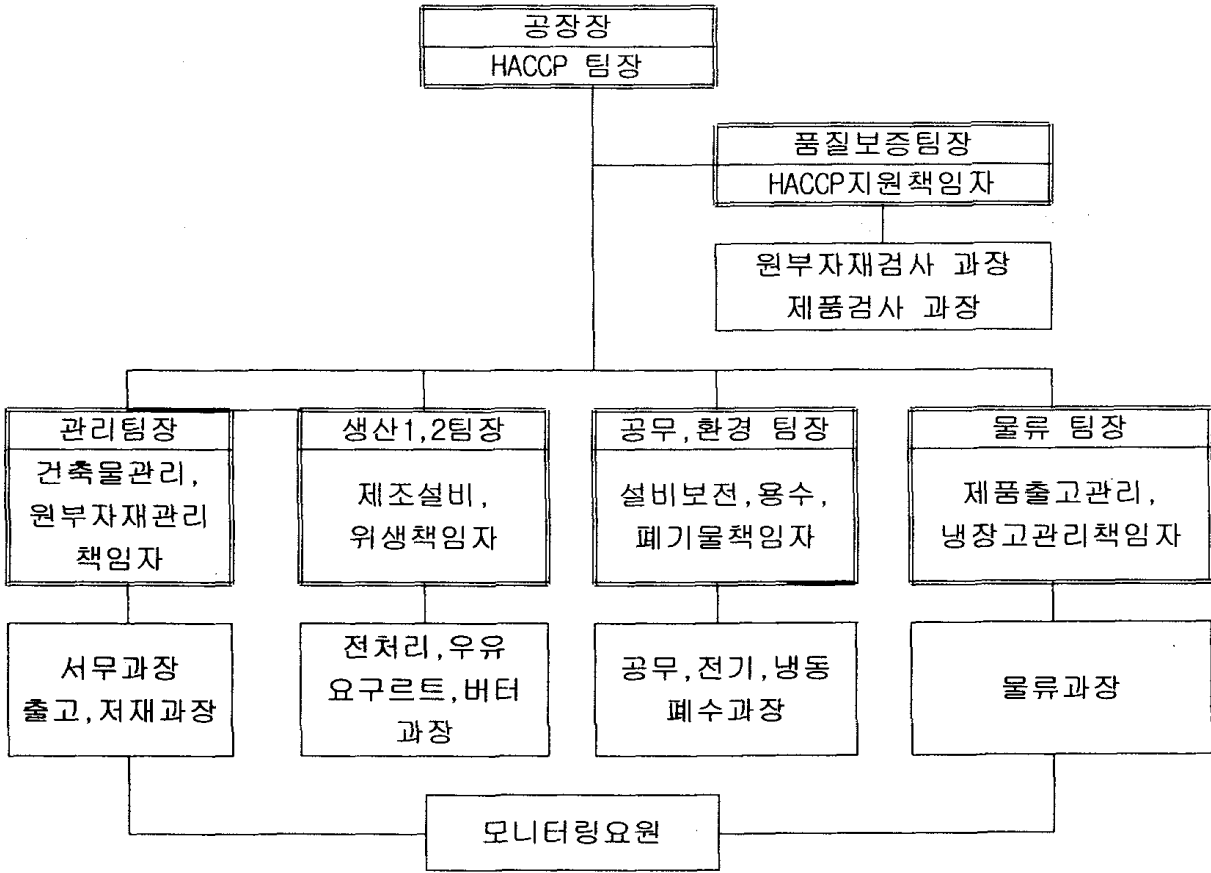 공장장
HACCP 팀장
품질보증팀장
HACCP지원책임자
원부자재검사 과장
제품검사 과장
관리팀장
건축물관리,
원부자재관리
책임자
생산1,2팀장
제조설비,
위생책임자
공무,환경 팀장
설비보전,용수,
폐기물책임자
물류 팀장
제품출고관리,
냉장고관리책임자
서무과장
출고,저재과장
전처리,우유
요구르트,버터
과장
공무,전기,냉동
폐수과장
물류과장
모니터링요원